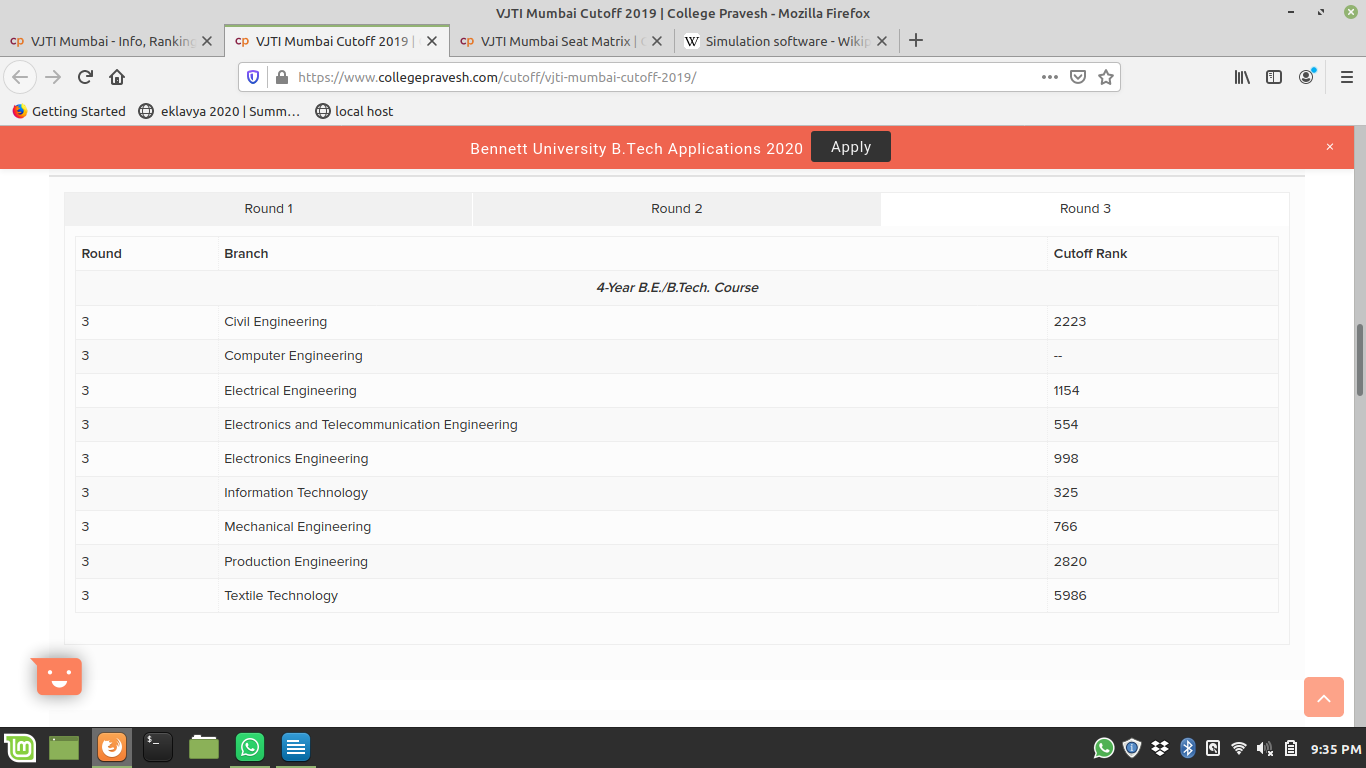 VJTI Mumbai Cutoff 2019 | College Pravesh - Mozilla Firefox
cp VJTI Mumbai - Info, Ranking
cp VJTI Mumbai Cutoff 2019 |
cp VJTI Mumbai Seat Matrix |
W Simulation software - Wikip
https://www.collegepravesh.com/cutoff/vjti-mumbai-cutoff-2019/
Getting Started eklavya 2020 | Summ… local host
Bennett University B.Tech Applications 2020 Apply ×
Round 1 Round 2 Round 3
Round Branch Cutoff Rank
4-Year B.E./B.Tech. Course
3 Civil Engineering 2223
3 Computer Engineering --
3 Electrical Engineering 1154
3 Electronics and Telecommunication Engineering 554
3 Electronics Engineering 998
3 Information Technology 325
3 Mechanical Engineering 766
3 Production Engineering 2820
3 Textile Technology 5986
9:35 PM